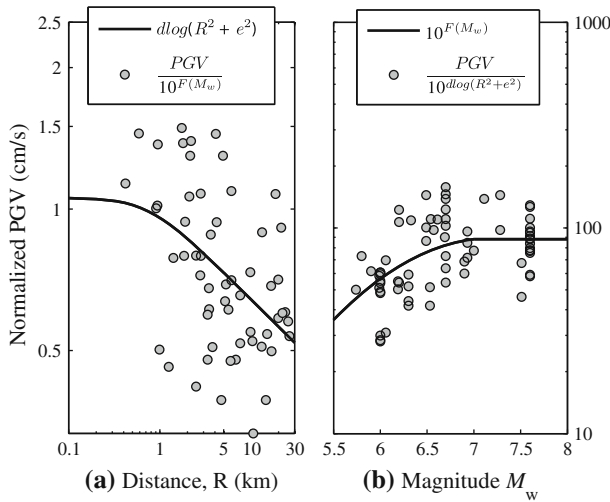 dlog(R² + e²)
PGV
10^{F(M_w)}
10^{F(M_w)}
PGV
10^{dlog(R²+e²)}
Normalized PGV (cm/s)
2.5
2
1.5
1
0.5
0.1 1 5 10 30
1000
100
10
5.5 6 6.5 7 7.5 8
(a) Distance, R (km)
(b) Magnitude M_w